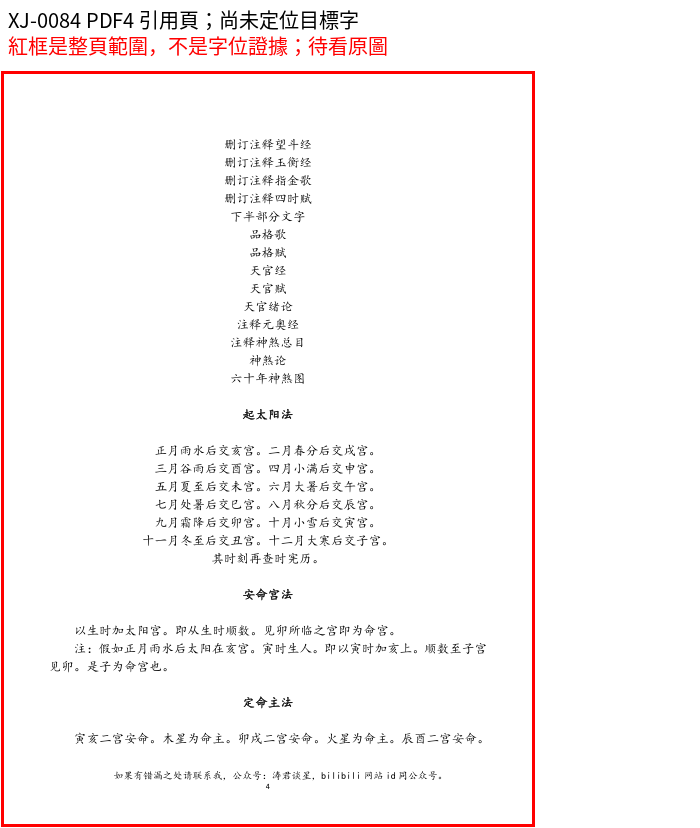 XJ-0084 PDF4 引用頁；尚未定位目標字
紅框是整頁範圍，不是字位證據；待看原圖
删订注释望斗经
删订注释玉衡经
删订注释指金歌
删订注释四时赋
下半部分文字
品格歌
品格赋
天官经
天官赋
天官绪论
注释元奥经
注释神煞总目
神煞论
六十年神煞图
起太阳法
正月雨水后交亥宫。二月春分后交戌宫。
三月谷雨后交酉宫。四月小满后交申宫。
五月夏至后交未宫。六月大暑后交午宫。
七月处暑后交巳宫。八月秋分后交辰宫。
九月霜降后交卯宫。十月小雪后交寅宫。
十一月冬至后交丑宫。十二月大寒后交子宫。
其时刻再查时宪历。
安命宫法
以生时加太阳宫。即从生时顺数。见卯所临之宫即为命宫。
注：假如正月雨水后太阳在亥宫。寅时生人。即以寅时加亥上。顺数至子宫
见卯。是子为命宫也。
定命主法
寅亥二宫安命。木星为命主。卯戌二宫安命。火星为命主。辰酉二宫安命。
如果有错漏之处请联系我，公众号：涛君谈星，bilibili 网站 id 同公众号。
4